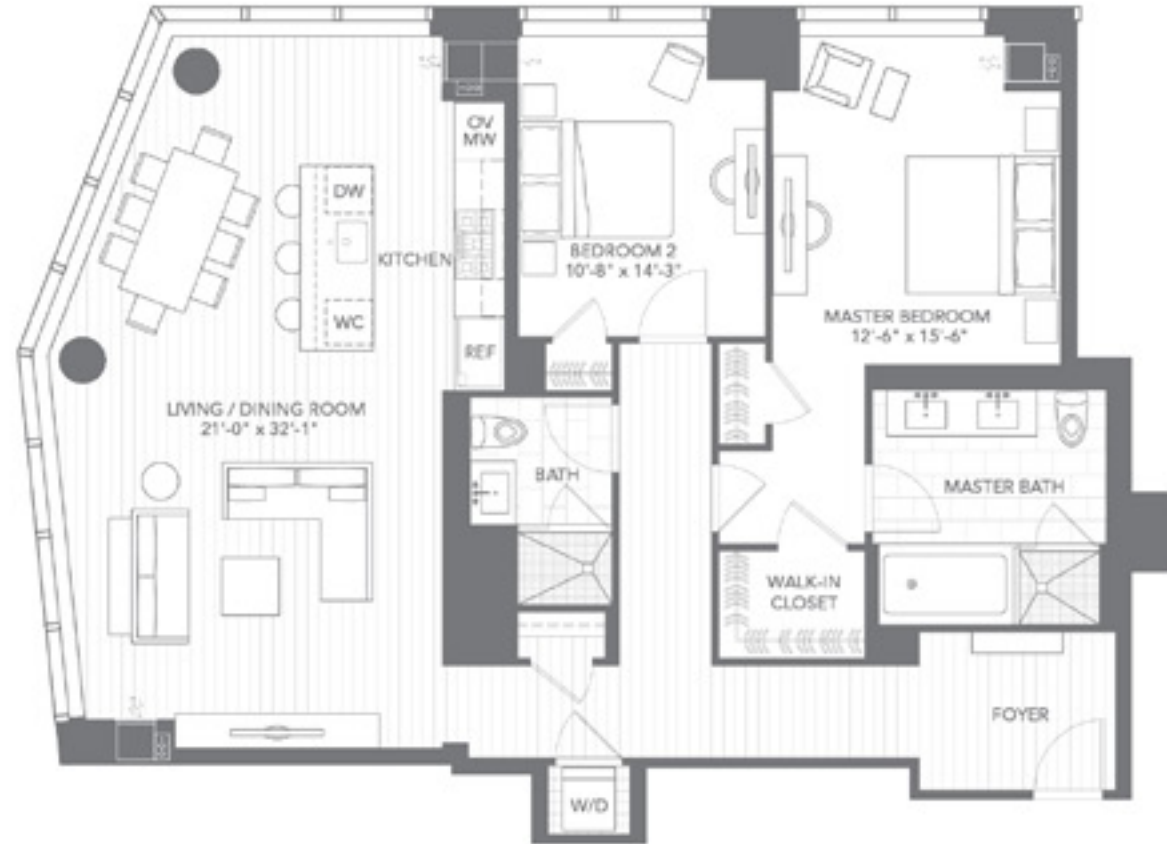 OV
MW
DW
KITCHEN
WC
REF
BEDROOM 2
10'-8" x 14'-3"
MASTER BEDROOM
12'-6" x 15'-6"
LIVING / DINING ROOM
21'-0" x 32'-1"
BATH
MASTER BATH
WALK-IN
CLOSET
FOYER
W/D